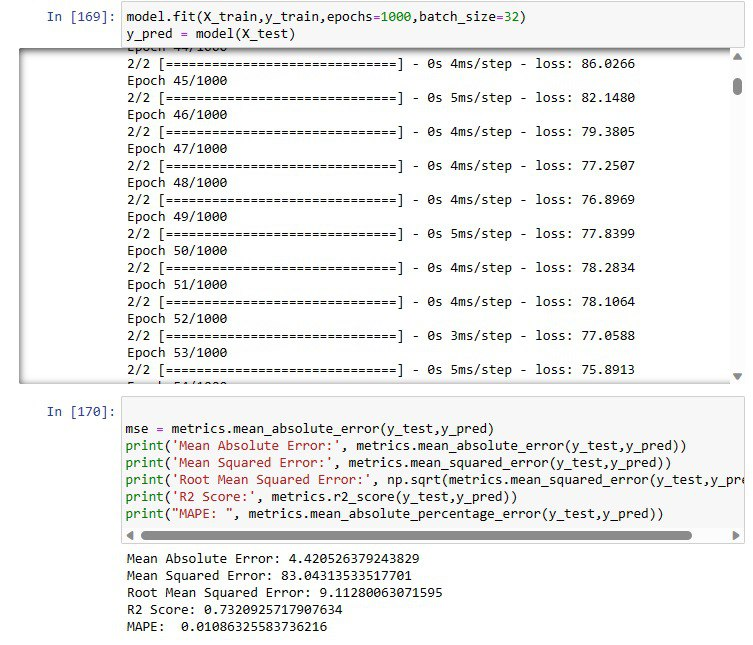 In [169]: model.fit(X_train,y_train,epochs=1000,batch_size=32)
y_pred = model(X_test)
Epoch 44/1000
2/2 [==============================] - 0s 4ms/step - loss: 86.0266
Epoch 45/1000
2/2 [==============================] - 0s 5ms/step - loss: 82.1480
Epoch 46/1000
2/2 [==============================] - 0s 4ms/step - loss: 79.3805
Epoch 47/1000
2/2 [==============================] - 0s 4ms/step - loss: 77.2507
Epoch 48/1000
2/2 [==============================] - 0s 4ms/step - loss: 76.8969
Epoch 49/1000
2/2 [==============================] - 0s 5ms/step - loss: 77.8399
Epoch 50/1000
2/2 [==============================] - 0s 4ms/step - loss: 78.2834
Epoch 51/1000
2/2 [==============================] - 0s 4ms/step - loss: 78.1064
Epoch 52/1000
2/2 [==============================] - 0s 3ms/step - loss: 77.0588
Epoch 53/1000
2/2 [==============================] - 0s 5ms/step - loss: 75.8913
In [170]:
mse = metrics.mean_absolute_error(y_test,y_pred)
print('Mean Absolute Error:', metrics.mean_absolute_error(y_test,y_pred))
print('Mean Squared Error:', metrics.mean_squared_error(y_test,y_pred))
print('Root Mean Squared Error:', np.sqrt(metrics.mean_squared_error(y_test,y_pre
print('R2 Score:', metrics.r2_score(y_test,y_pred))
print("MAPE: ", metrics.mean_absolute_percentage_error(y_test,y_pred))
Mean Absolute Error: 4.420526379243829
Mean Squared Error: 83.04313533517701
Root Mean Squared Error: 9.11280063071595
R2 Score: 0.7320925717907634
MAPE:  0.01086325583736216